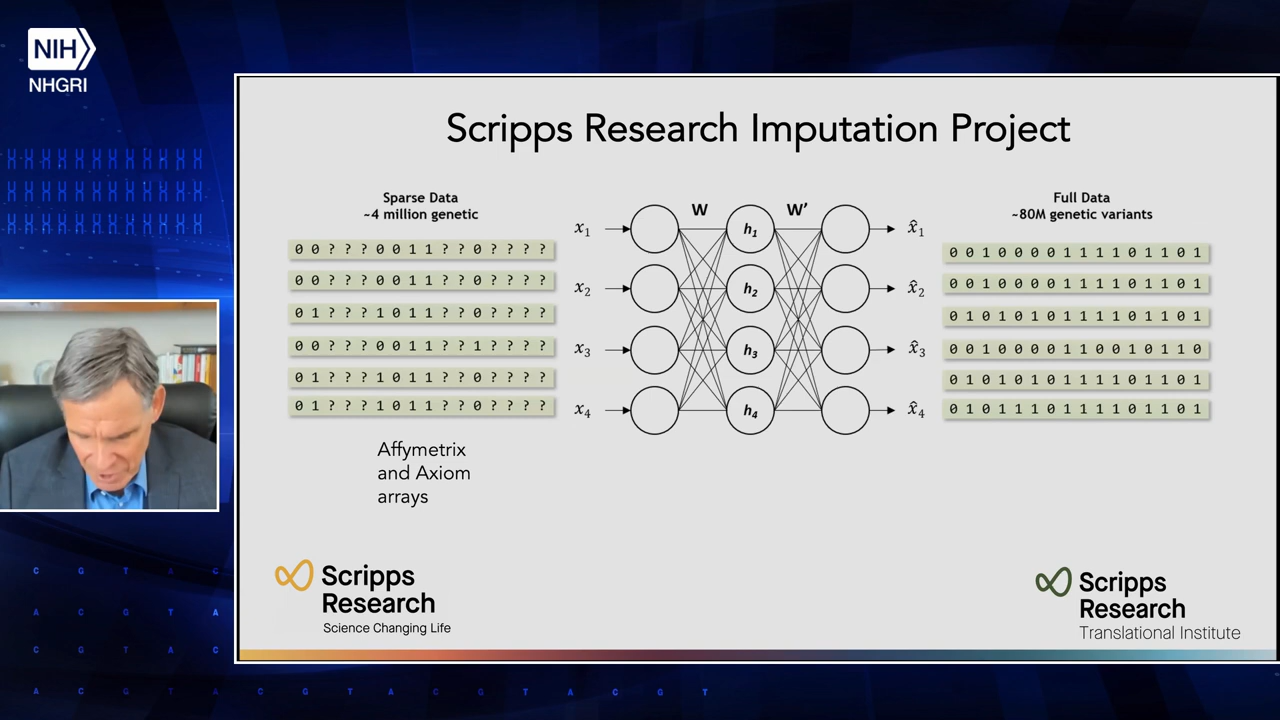 NIH
NHGRI
Scripps Research Imputation Project
Sparse Data
~4 million genetic
0 0 ? ? ? 0 0 1 1 ? ? 0 ? ? ? ?
0 0 ? ? ? 0 0 1 1 ? ? 0 ? ? ? ?
0 1 ? ? ? 1 0 1 1 ? ? 0 ? ? ? ?
0 0 ? ? ? 0 0 1 1 ? ? 1 ? ? ? ?
0 1 ? ? ? 1 0 1 1 ? ? 0 ? ? ? ?
0 1 ? ? ? 1 0 1 1 ? ? 0 ? ? ? ?
Affymetrix
and Axiom
arrays
W W’
x₁ h₁ x̂₁
x₂ h₂ x̂₂
x₃ h₃ x̂₃
x₄ h₄ x̂₄
Full Data
~80M genetic variants
0 0 1 0 0 0 0 1 1 1 1 0 1 1 0 1
0 0 1 0 0 0 0 1 1 1 1 0 1 1 0 1
0 1 0 1 0 1 0 1 1 1 1 0 1 1 0 1
0 0 1 0 0 0 0 1 1 0 0 1 0 1 1 0
0 1 0 1 0 1 0 1 1 1 1 0 1 1 0 1
0 1 0 1 1 1 0 1 1 1 1 0 1 1 0 1
Scripps
Research
Science Changing Life
Scripps
Research
Translational Institute
C G T A C
A C G T A
C G T A C
A C G T A C G T A C G T A C G T